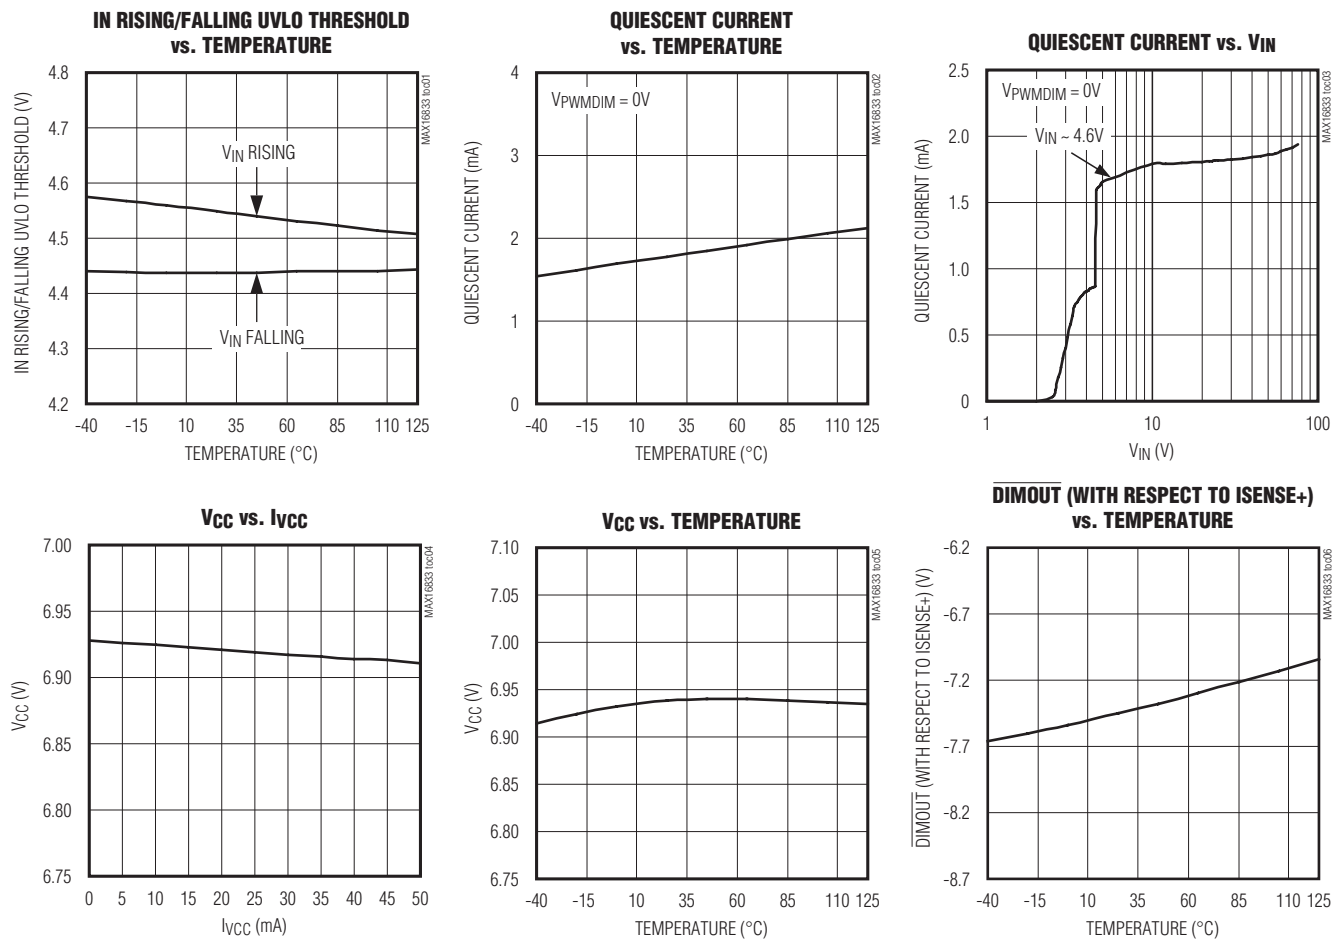 IN RISING/FALLING UVLO THRESHOLD
vs. TEMPERATURE
IN RISING/FALLING UVLO THRESHOLD (V)
4.8
4.7
4.6
4.5
4.4
4.3
4.2
VIN RISING
VIN FALLING
MAX16833 toc01
-40 -15 10 35 60 85 110 125
TEMPERATURE (°C)
QUIESCENT CURRENT
vs. TEMPERATURE
QUIESCENT CURRENT (mA)
4
3
2
1
0
VPWMDIM = 0V
MAX16833 toc02
-40 -15 10 35 60 85 110 125
TEMPERATURE (°C)
QUIESCENT CURRENT vs. VIN
QUIESCENT CURRENT (mA)
2.5
2.0
1.5
1.0
0.5
0
VPWMDIM = 0V
VIN ~ 4.6V
MAX16833 toc03
1 10 100
VIN (V)
VCC vs. IVCC
VCC (V)
7.00
6.95
6.90
6.85
6.80
6.75
MAX16833 toc04
0 5 10 15 20 25 30 35 40 45 50
IVCC (mA)
VCC vs. TEMPERATURE
VCC (V)
7.10
7.05
7.00
6.95
6.90
6.85
6.80
6.75
MAX16833 toc05
-40 -15 10 35 60 85 110 125
TEMPERATURE (°C)
DIMOUT (WITH RESPECT TO ISENSE+)
vs. TEMPERATURE
DIMOUT (WITH RESPECT TO ISENSE+) (V)
-6.2
-6.7
-7.2
-7.7
-8.2
-8.7
MAX16833 toc06
-40 -15 10 35 60 85 110 125
TEMPERATURE (°C)